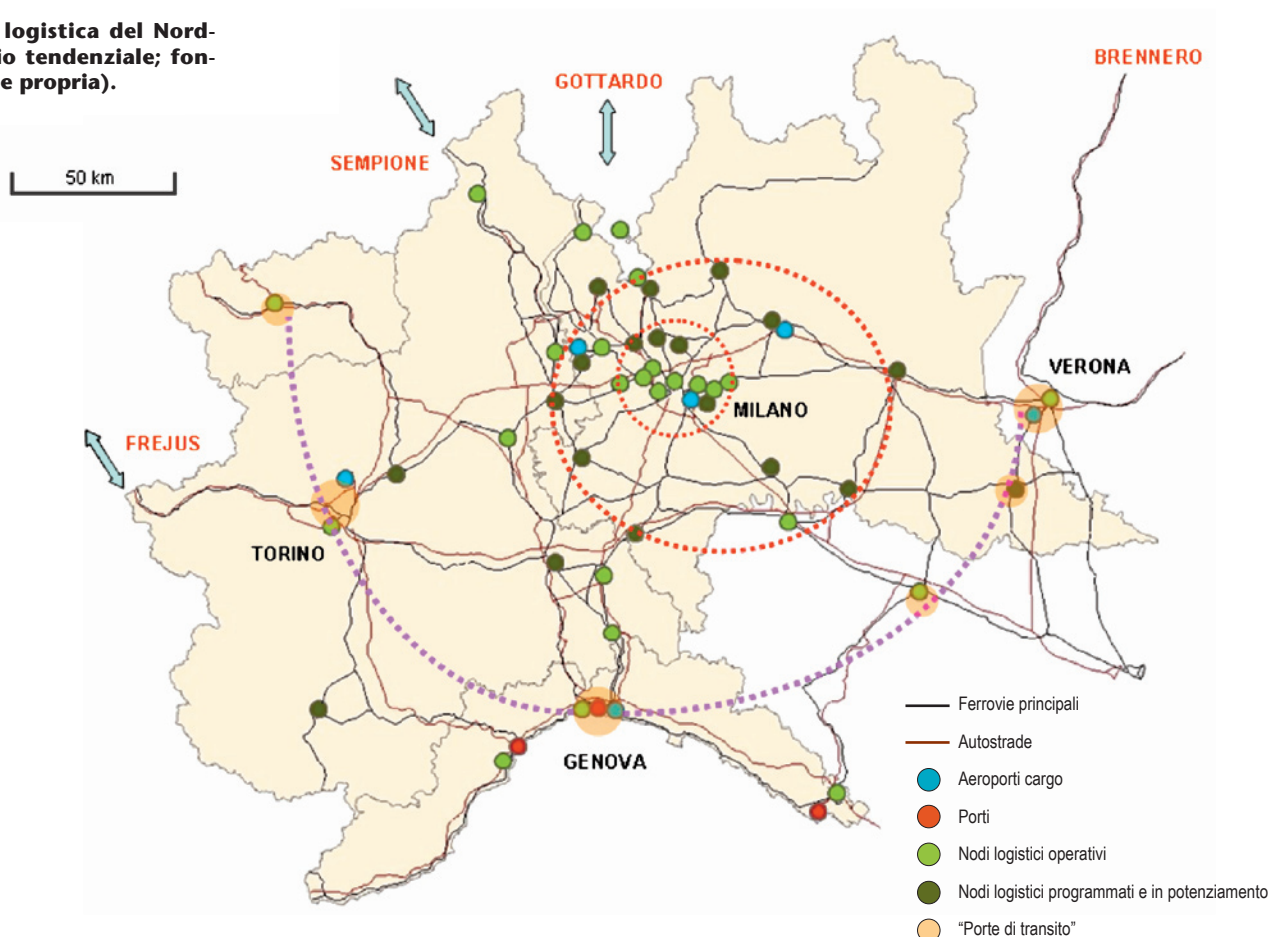 logistica del Nord-
io tendenziale; fon-
e propria).
BRENNERO
GOTTARDO
SEMPIONE
50 km
VERONA
MILANO
FREJUS
TORINO
GENOVA
Ferrovie principali
Autostrade
Aeroporti cargo
Porti
Nodi logistici operativi
Nodi logistici programmati e in potenziamento
“Porte di transito”